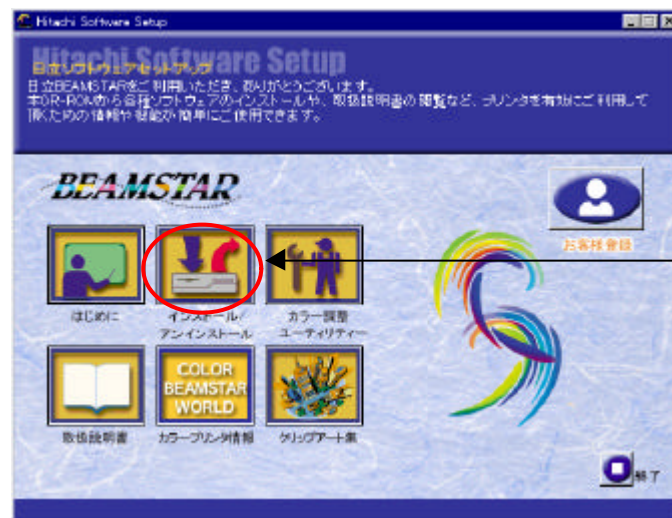 Hitachi Software Setup
Hitachi Software Setup
日立ソフトウェアセットアップ
日立BEAMSTARをご利用いただき、ありがとうございます。
本CR-ROMから各種ソフトウェアのインストールや、取扱説明書の閲覧など、プリンタを有効にご利用して
頂くための情報や機能が簡単にご使用できます。
BEAMSTAR
お客様登録
はじめに
インストール/
アンインストール
カラー調整
ユーティリティー
COLOR
BEAMSTAR
WORLD
取扱説明書
カラープリンタ情報
クリップアート集
終了